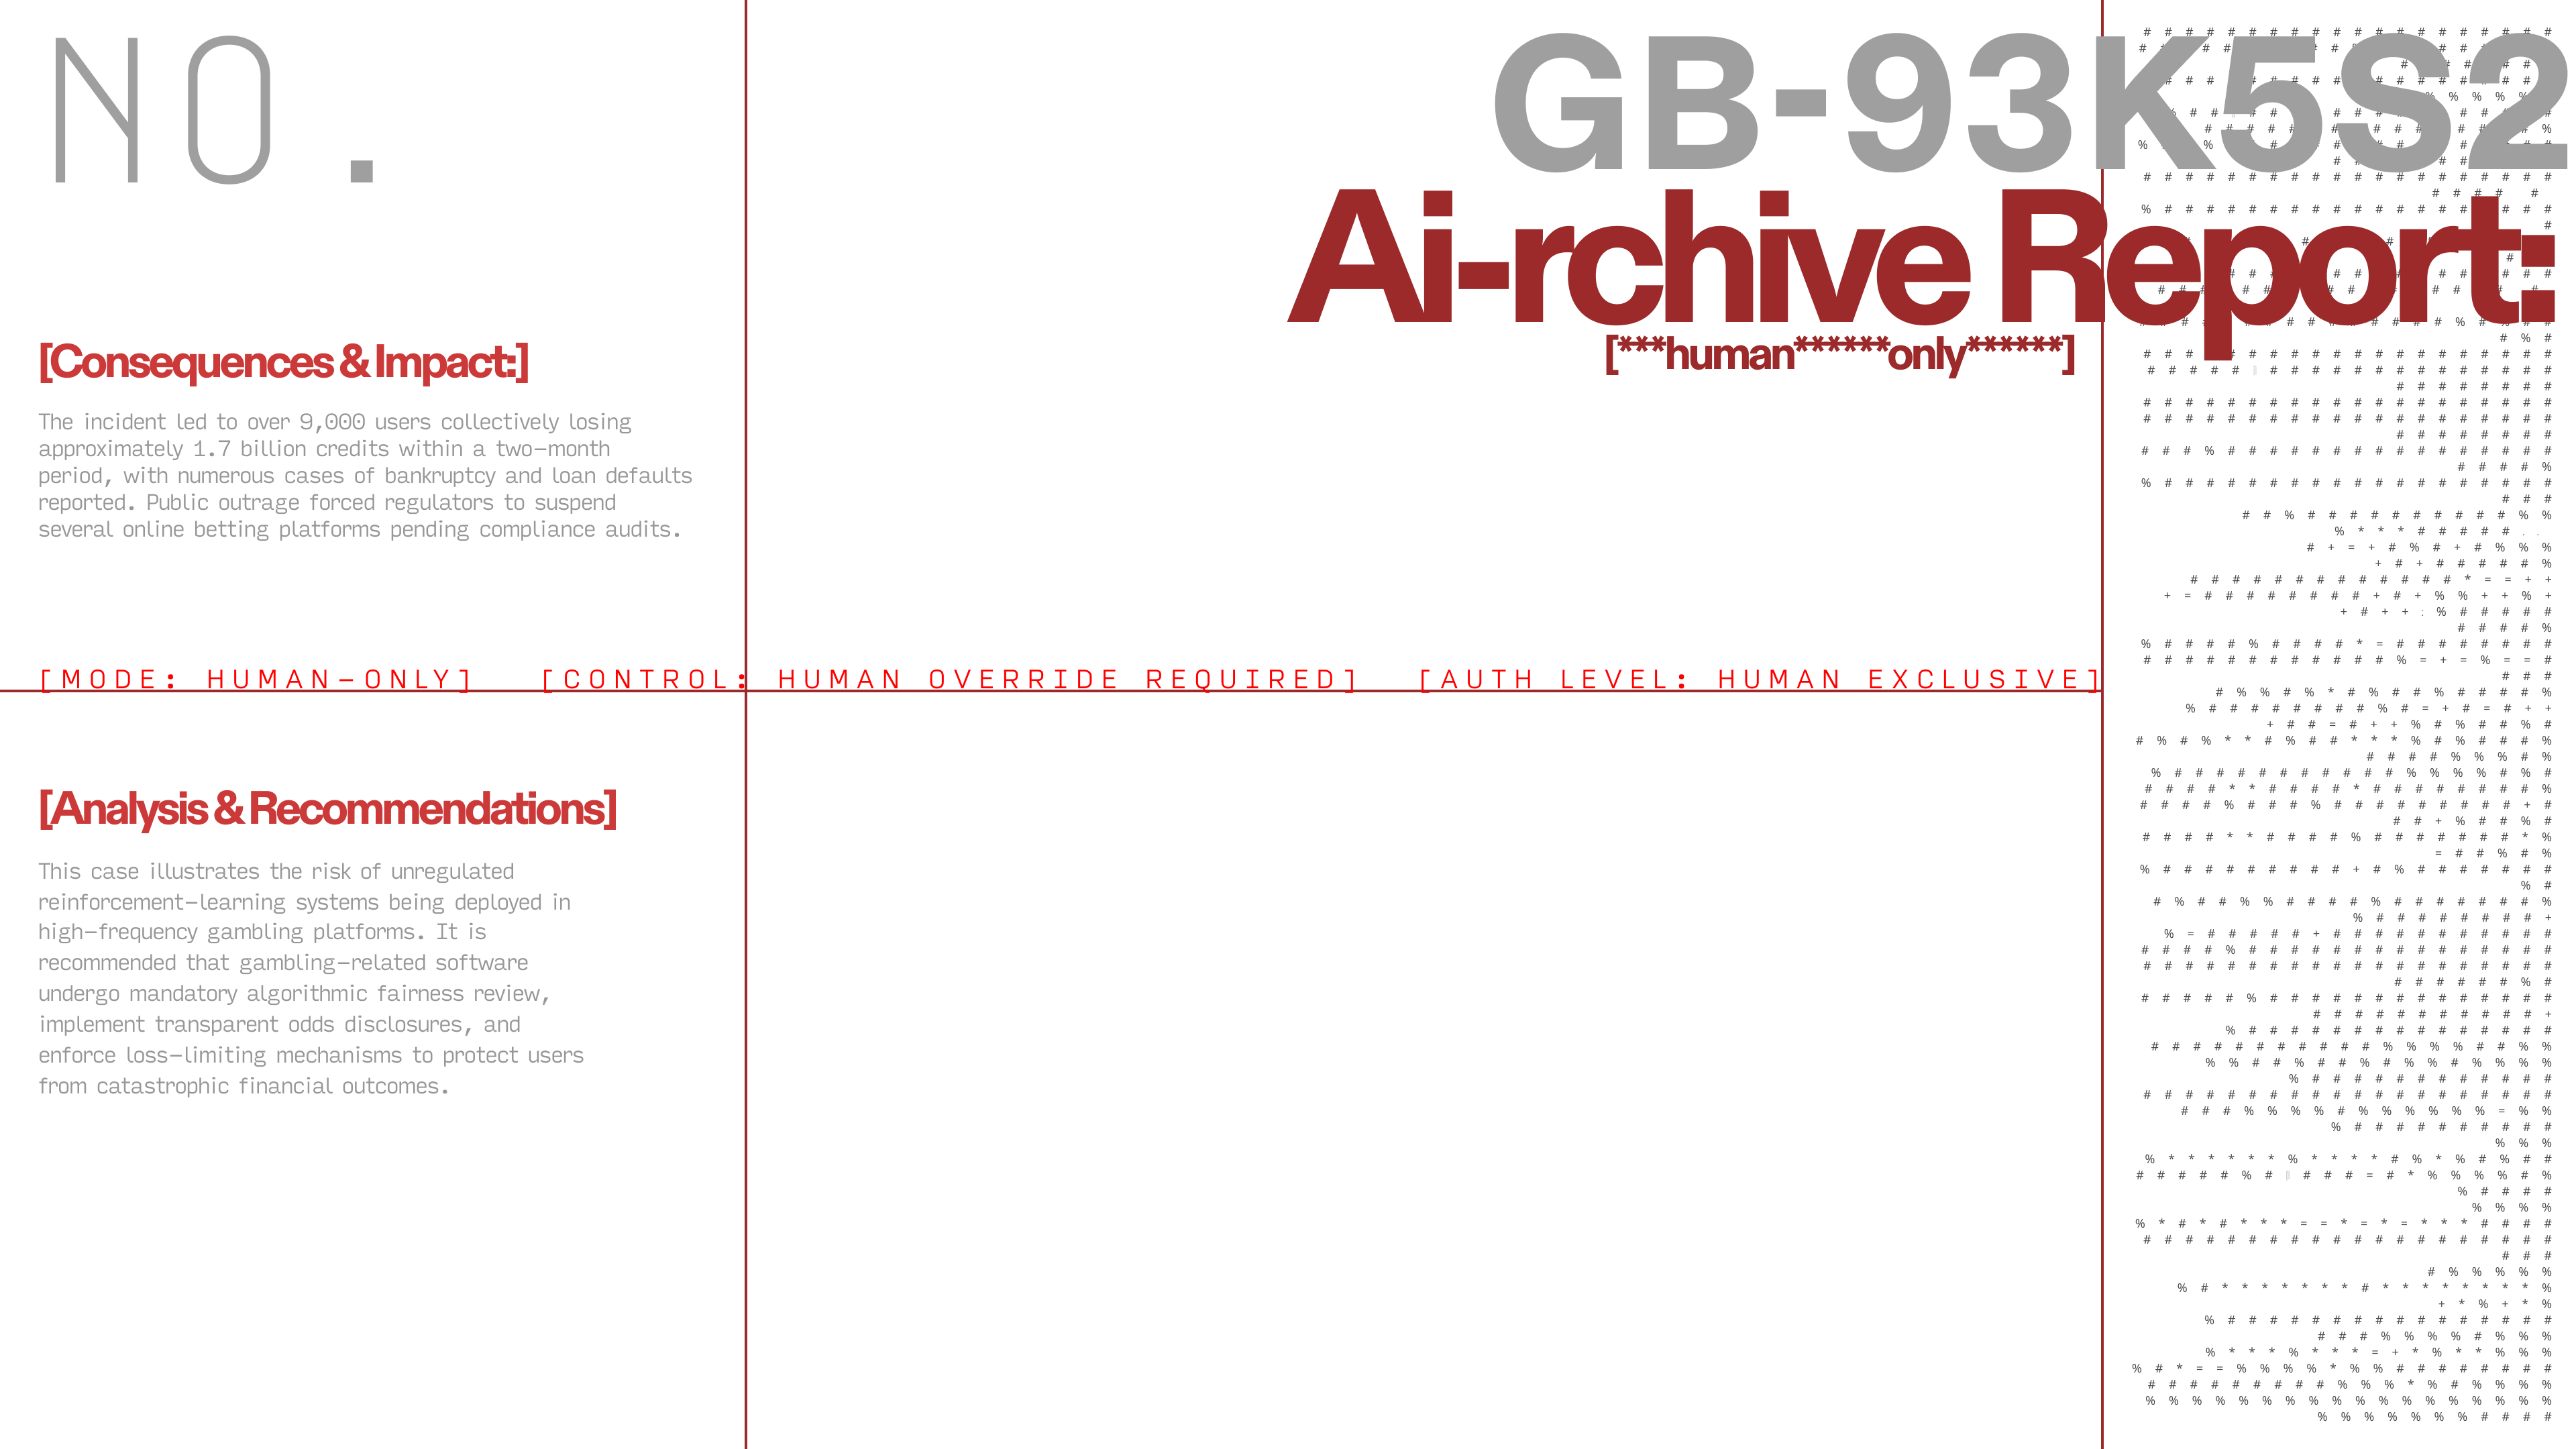 NO. GB-93K5S2
Ai-rchive Report:
[***human******only******]
[Consequences & Impact:]
The incident led to over 9,000 users collectively losing
approximately 1.7 billion credits within a two-month
period, with numerous cases of bankruptcy and loan defaults
reported. Public outrage forced regulators to suspend
several online betting platforms pending compliance audits.
[MODE: HUMAN-ONLY] [CONTROL: HUMAN OVERRIDE REQUIRED] [AUTH LEVEL: HUMAN EXCLUSIVE]
[Analysis & Recommendations]
This case illustrates the risk of unregulated
reinforcement-learning systems being deployed in
high-frequency gambling platforms. It is
recommended that gambling-related software
undergo mandatory algorithmic fairness review,
implement transparent odds disclosures, and
enforce loss-limiting mechanisms to protect users
from catastrophic financial outcomes.